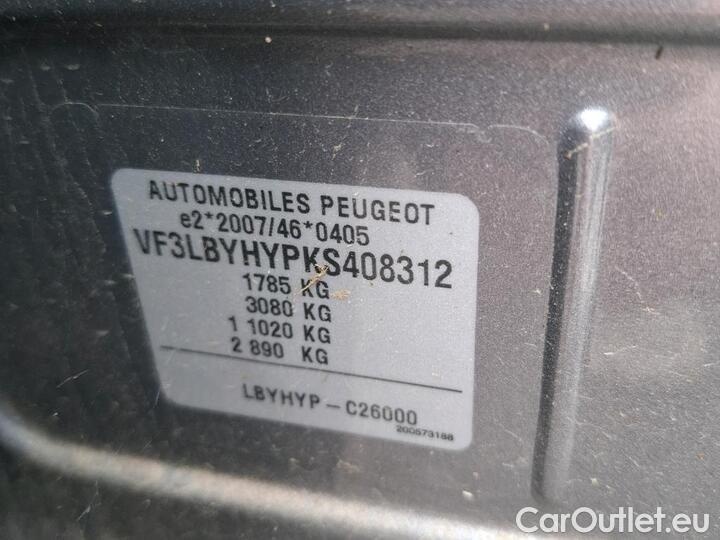 AUTOMOBILES PEUGEOT
e2*2007/46*0405
VF3LBYHYPKS408312
1785 KG
3080 KG
1 1020 KG
2 890 KG
LBYHYP-C26000
200573188
CarOutlet.eu